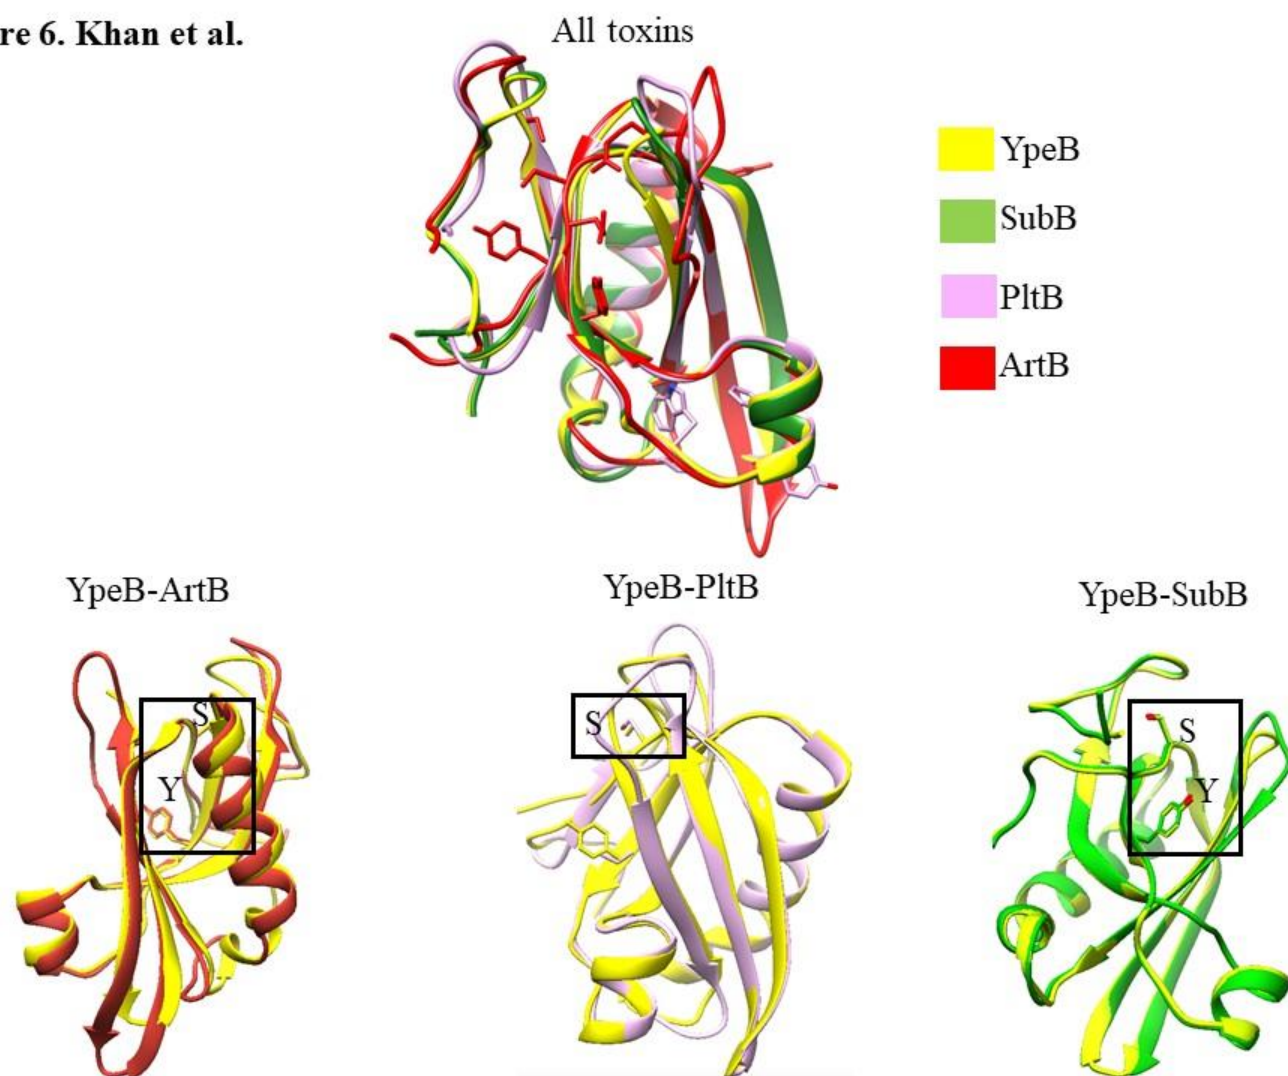 re 6. Khan et al.
All toxins
YpeB
SubB
PltB
ArtB
YpeB-ArtB
YpeB-PltB
YpeB-SubB
S
Y
S
S
Y